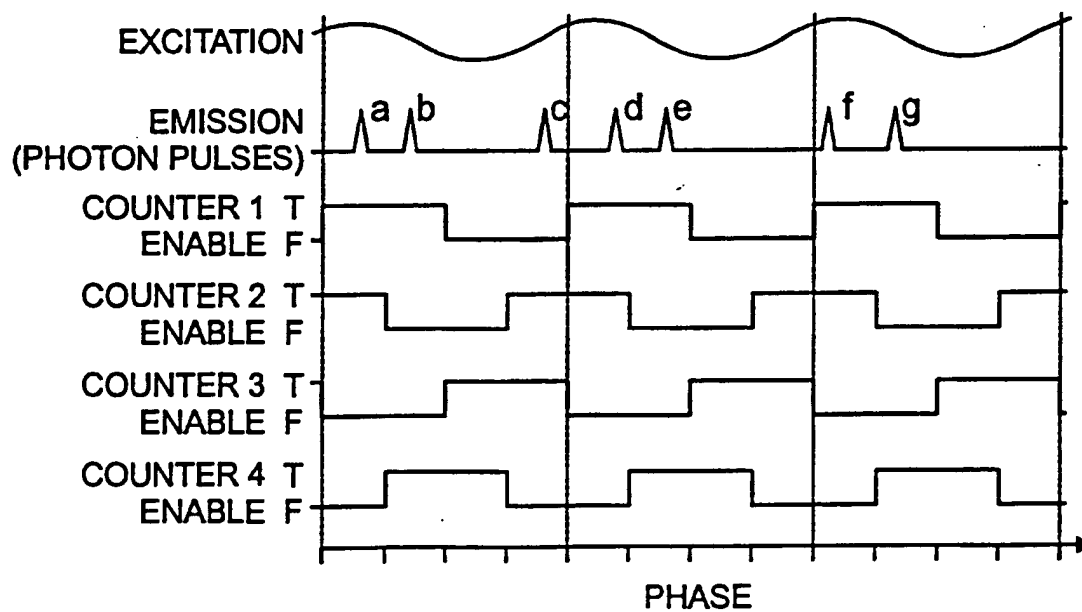 EXCITATION
a b c d e f g
EMISSION
(PHOTON PULSES)
COUNTER 1 T
ENABLE F
COUNTER 2 T
ENABLE F
COUNTER 3 T
ENABLE F
COUNTER 4 T
ENABLE F
PHASE